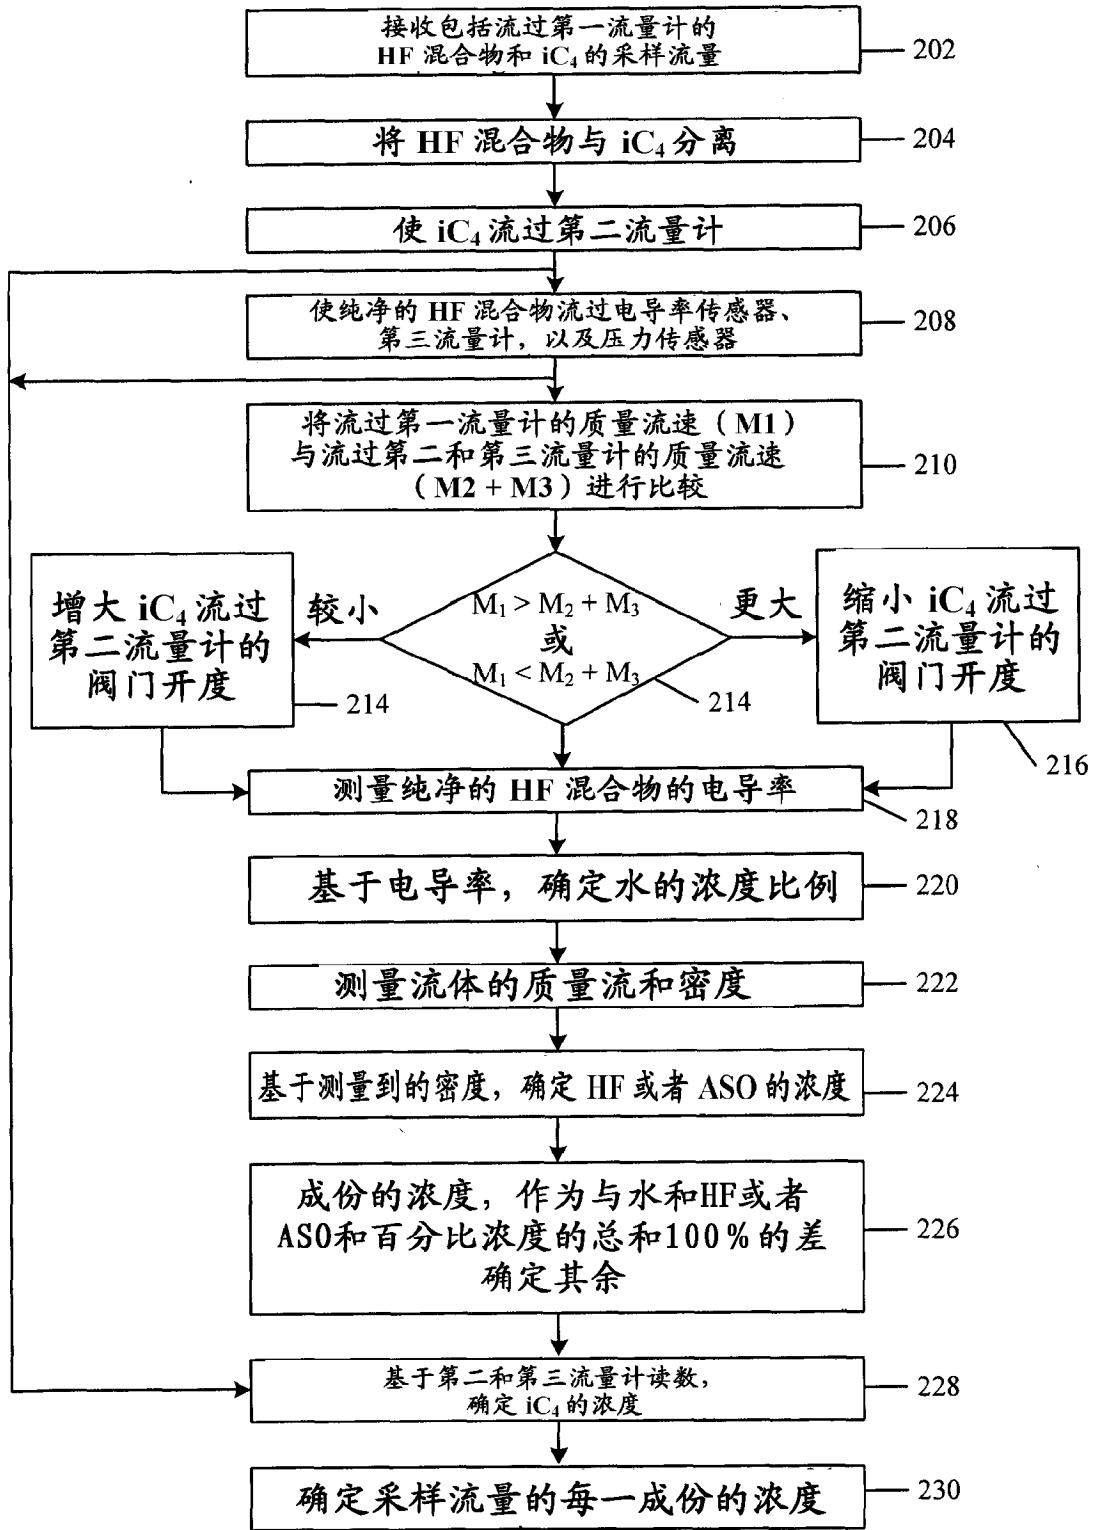 接收包括流过第一流量计的
HF 混合物和 iC₄ 的采样流量
202
将 HF 混合物与 iC₄ 分离
204
使 iC₄ 流过第二流量计
206
使纯净的 HF 混合物流过电导率传感器、
第三流量计，以及压力传感器
208
将流过第一流量计的质量流速（M1）
与流过第二和第三流量计的质量流速
（M2 + M3）进行比较
210
增大 iC₄ 流过
第二流量计的
阀门开度
214
较小
M₁ > M₂ + M₃
或
M₁ < M₂ + M₃
214
更大
缩小 iC₄ 流过
第二流量计的
阀门开度
216
测量纯净的 HF 混合物的电导率
218
基于电导率，确定水的浓度比例
220
测量流体的质量流和密度
222
基于测量到的密度，确定 HF 或者 ASO 的浓度
224
成份的浓度，作为与水和HF或者
ASO和百分比浓度的总和100%的差
确定其余
226
基于第二和第三流量计读数，
确定 iC₄ 的浓度
228
确定采样流量的每一成份的浓度
230